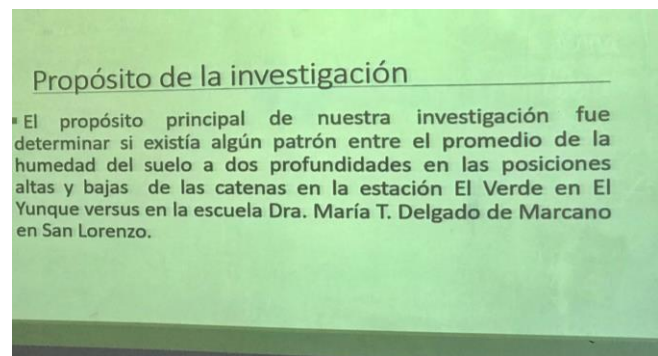 Propósito de la investigación
▪ El propósito principal de nuestra investigación fue
determinar si existía algún patrón entre el promedio de la
humedad del suelo a dos profundidades en las posiciones
altas y bajas de las catenas en la estación El Verde en El
Yunque versus en la escuela Dra. María T. Delgado de Marcano
en San Lorenzo.